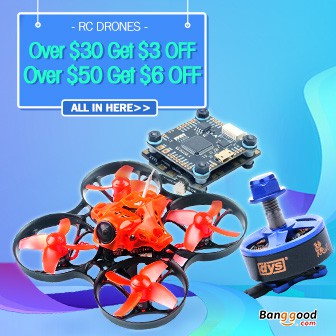 - RC DRONES -
Over $30 Get $3 OFF
Over $50 Get $6 OFF
ALL IN HERE>>
dys
Banggood
.com